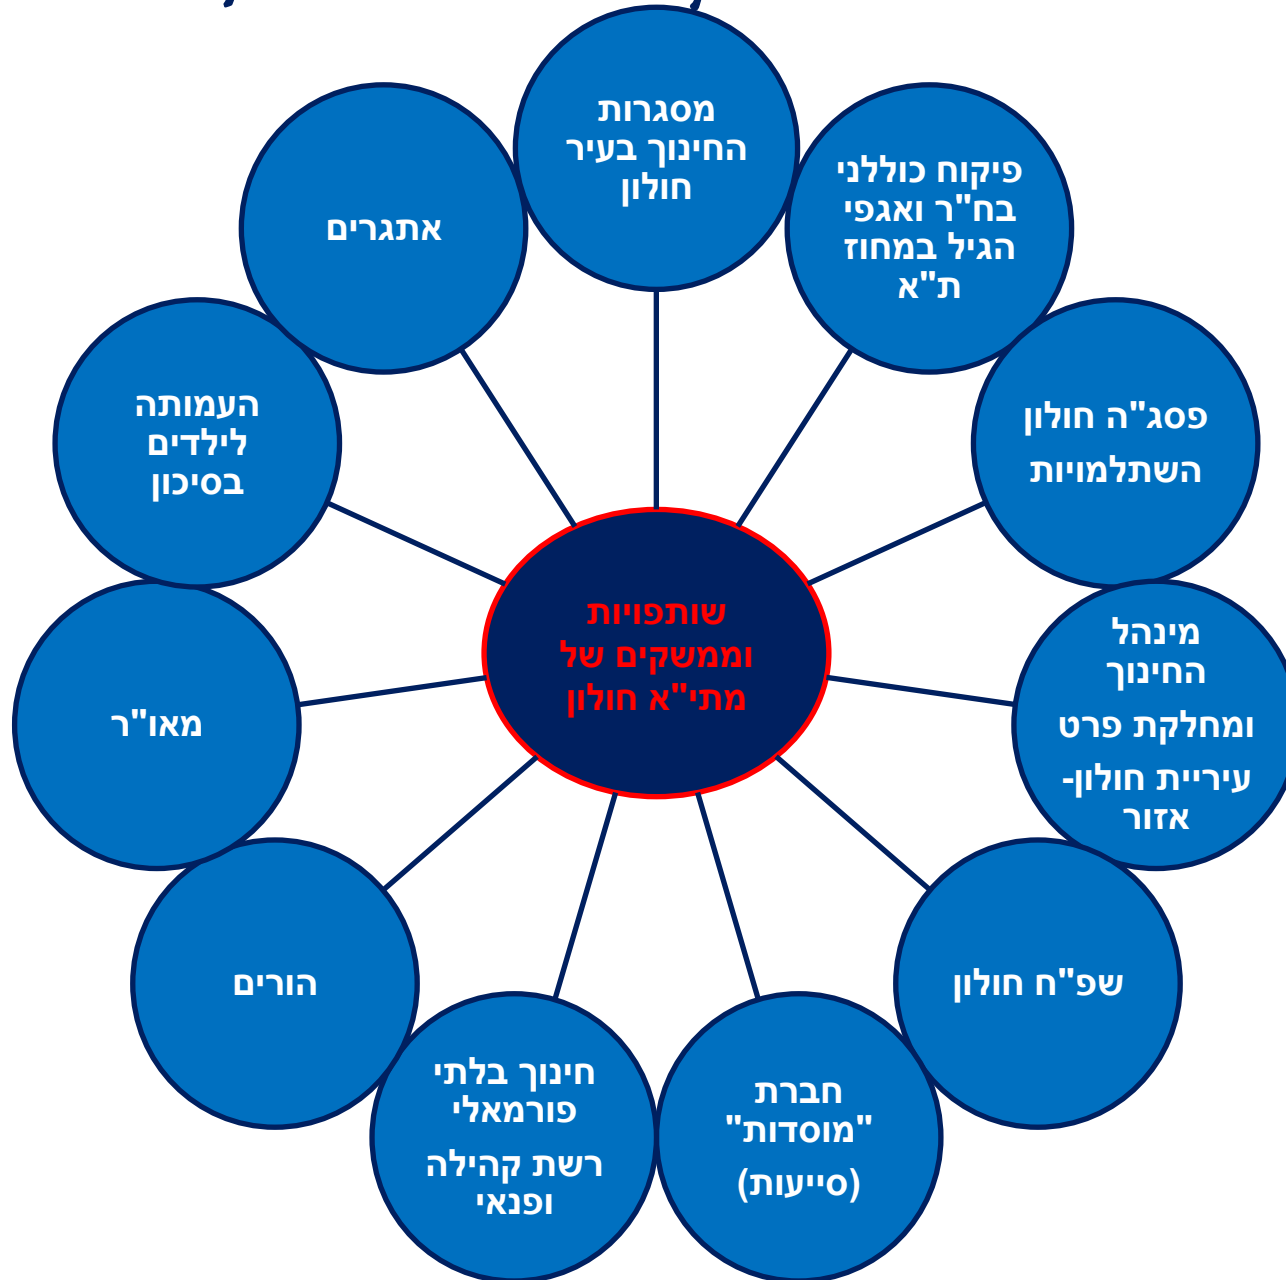 מסגרות
החינוך בעיר
חולון
פיקוח כוללני
בח"ר ואגפי
הגיל במחוז
ת"א
פסג"ה חולון
השתלמויות
מינהל
החינוך
ומחלקת פרט
עיריית חולון-
אזור
שפ"ח חולון
חברת
"מוסדות"
(סייעות)
חינוך בלתי
פורמאלי
רשת קהילה
ופנאי
הורים
מאו"ר
העמותה
לילדים
בסיכון
אתגרים
שותפויות
וממשקים של
מתי"א חולון